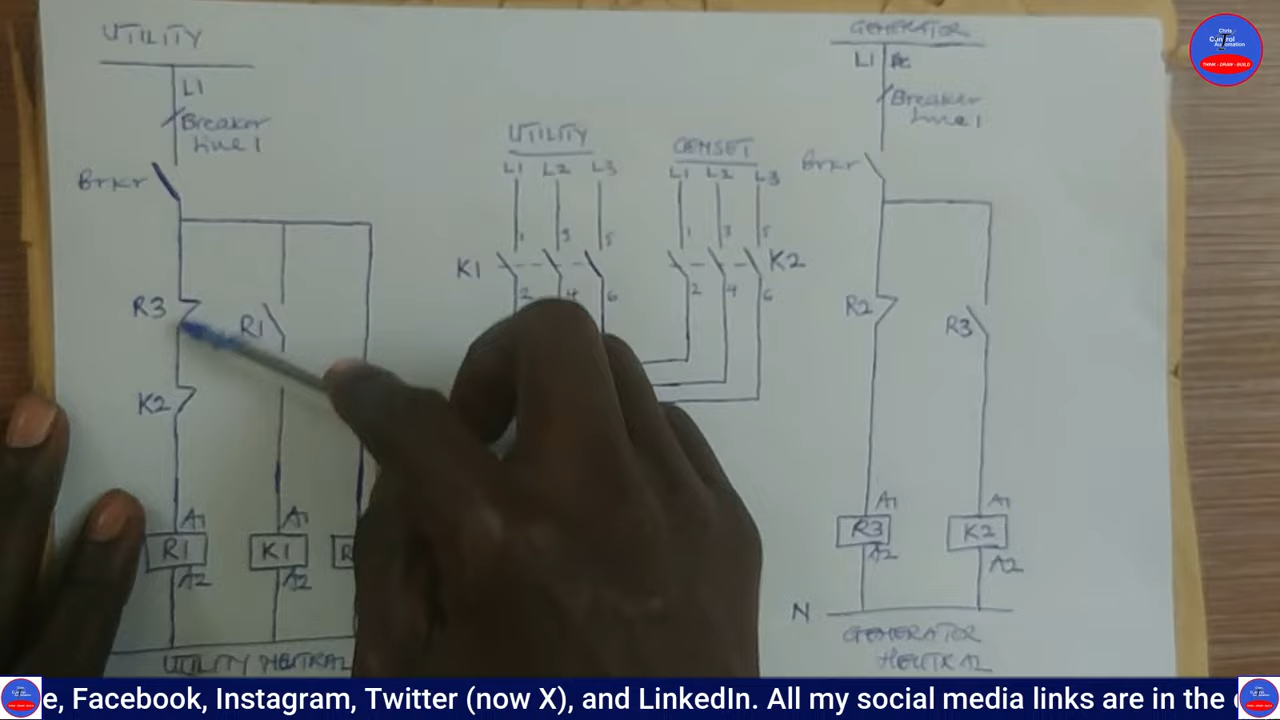 UTILITY
L1
Breaker
Line 1
Brkr
R3
R1
K2
A1
A1
R1
K1
R
A2
A2
UTILITY NEUTRAL
UTILITY
L1 L2 L3
1 3 5
K1
2 4 6
GENSET
L1 L2 L3
1 3 5
K2
2 4 6
GENERATOR
L1
Breaker
Line 1
Brkr
R2
R3
A1
A1
R3
K2
A2
A2
N
GENERATOR
NEUTRAL
Chris
Control
Automation
THINK - DRAW - BUILD
e, Facebook, Instagram, Twitter (now X), and LinkedIn. All my social media links are in the